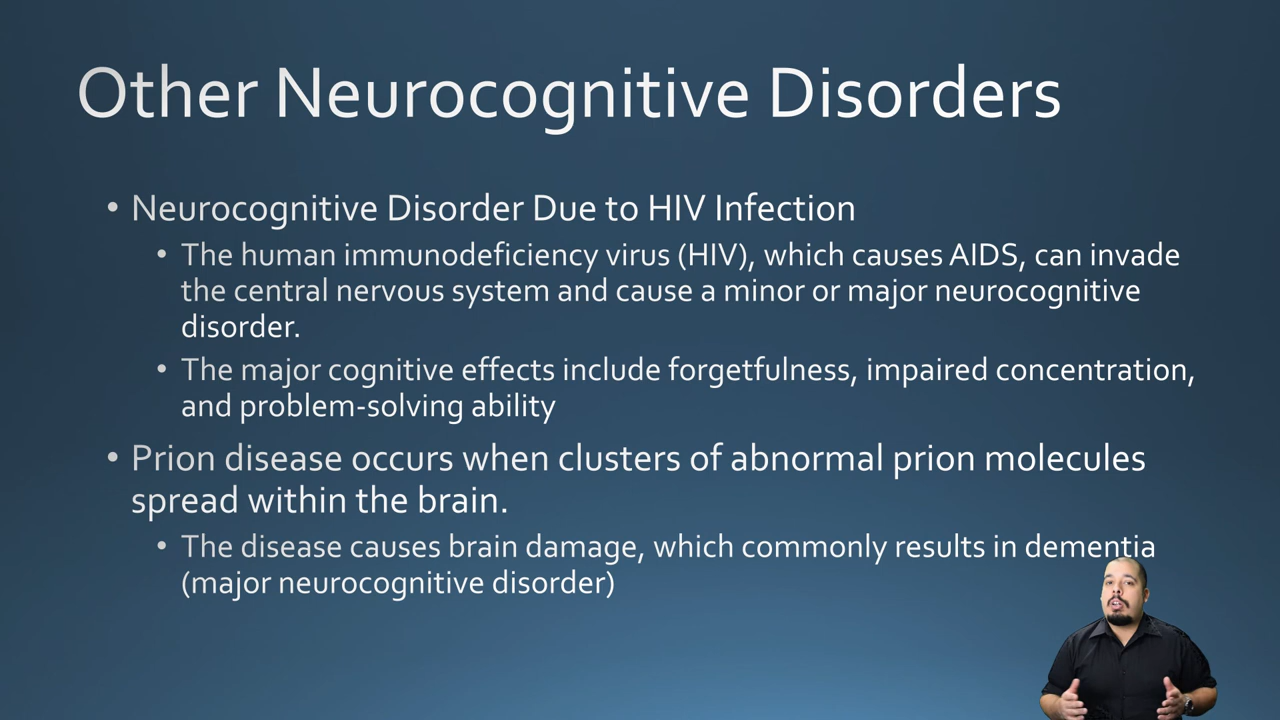 Other Neurocognitive Disorders
• Neurocognitive Disorder Due to HIV Infection
• The human immunodeficiency virus (HIV), which causes AIDS, can invade
the central nervous system and cause a minor or major neurocognitive
disorder.
• The major cognitive effects include forgetfulness, impaired concentration,
and problem-solving ability
• Prion disease occurs when clusters of abnormal prion molecules
spread within the brain.
• The disease causes brain damage, which commonly results in dementia
(major neurocognitive disorder)